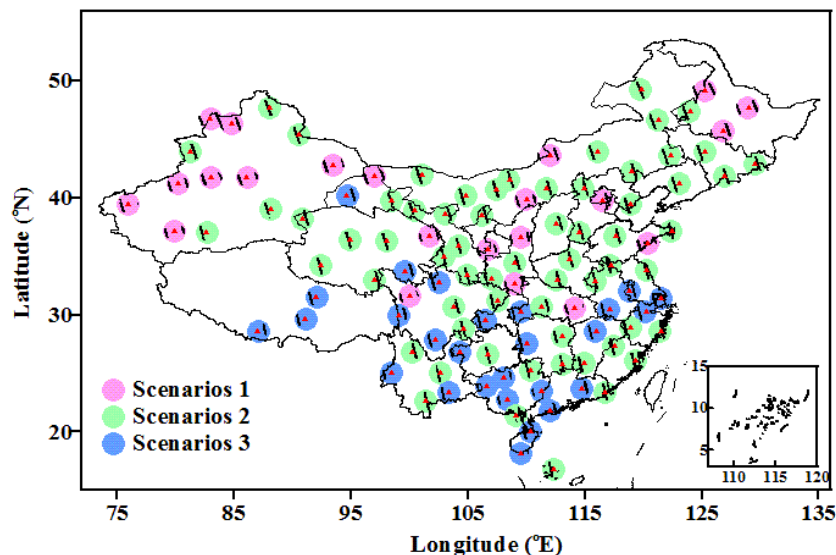 50
40
30
20
Latitude (°N)
Scenarios 1
Scenarios 2
Scenarios 3
15
10
5
110 115 120
75 85 95 105 115 125 135
Longitude (°E)